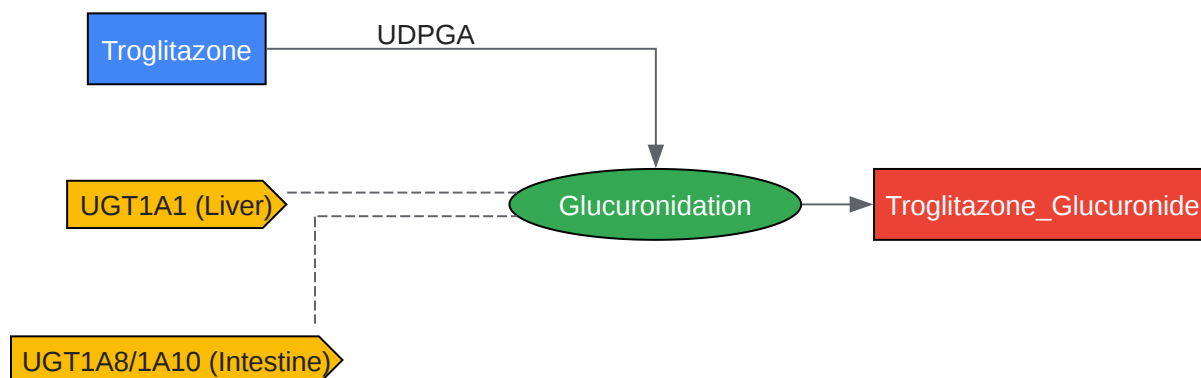 UDPGA
Troglitazone
UGT1A1 (Liver)
Glucuronidation
Troglitazone_Glucuronide
UGT1A8/1A10 (Intestine)